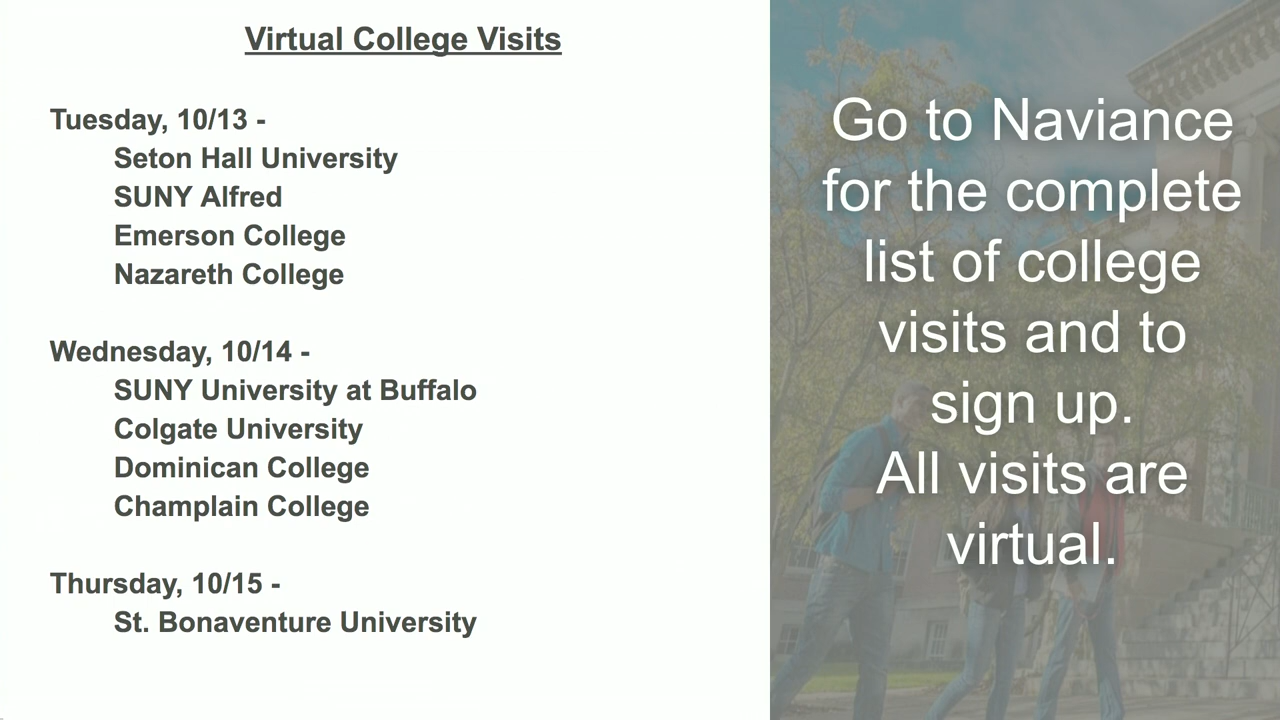 Virtual College Visits
Tuesday, 10/13 -
Seton Hall University
SUNY Alfred
Emerson College
Nazareth College
Wednesday, 10/14 -
SUNY University at Buffalo
Colgate University
Dominican College
Champlain College
Thursday, 10/15 -
St. Bonaventure University
Go to Naviance
for the complete
list of college
visits and to
sign up.
All visits are
virtual.